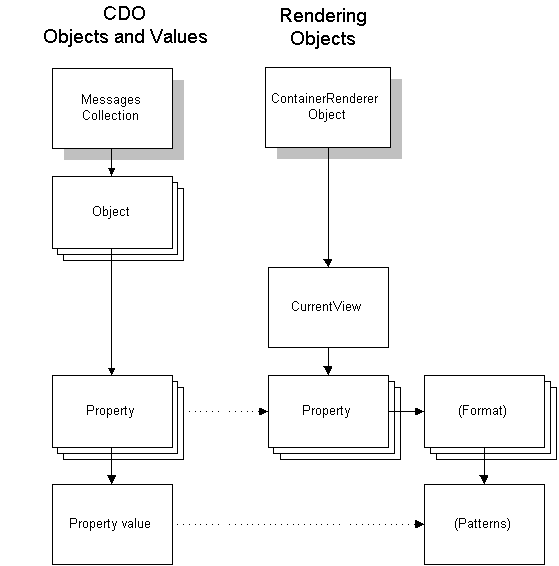 CDO
Objects and Values
Rendering
Objects
Messages
Collection
ContainerRenderer
Object
Object
CurrentView
Property
Property
(Format)
Property value
(Patterns)